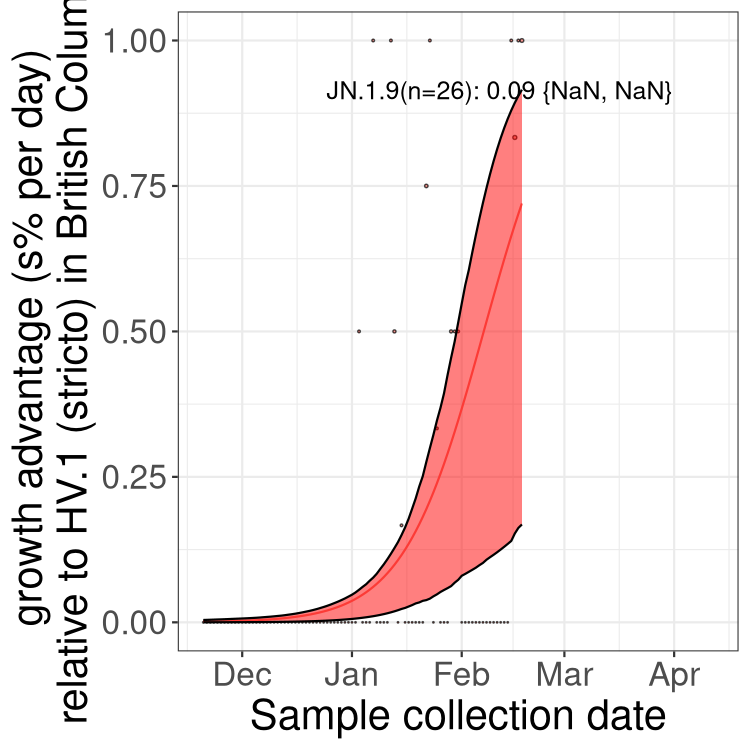 growth advantage (s% per day)
relative to HV.1 (stricto) in British Colum
1.00
0.75
0.50
0.25
0.00
JN.1.9(n=26): 0.09 {NaN, NaN}
Dec Jan Feb Mar Apr
Sample collection date